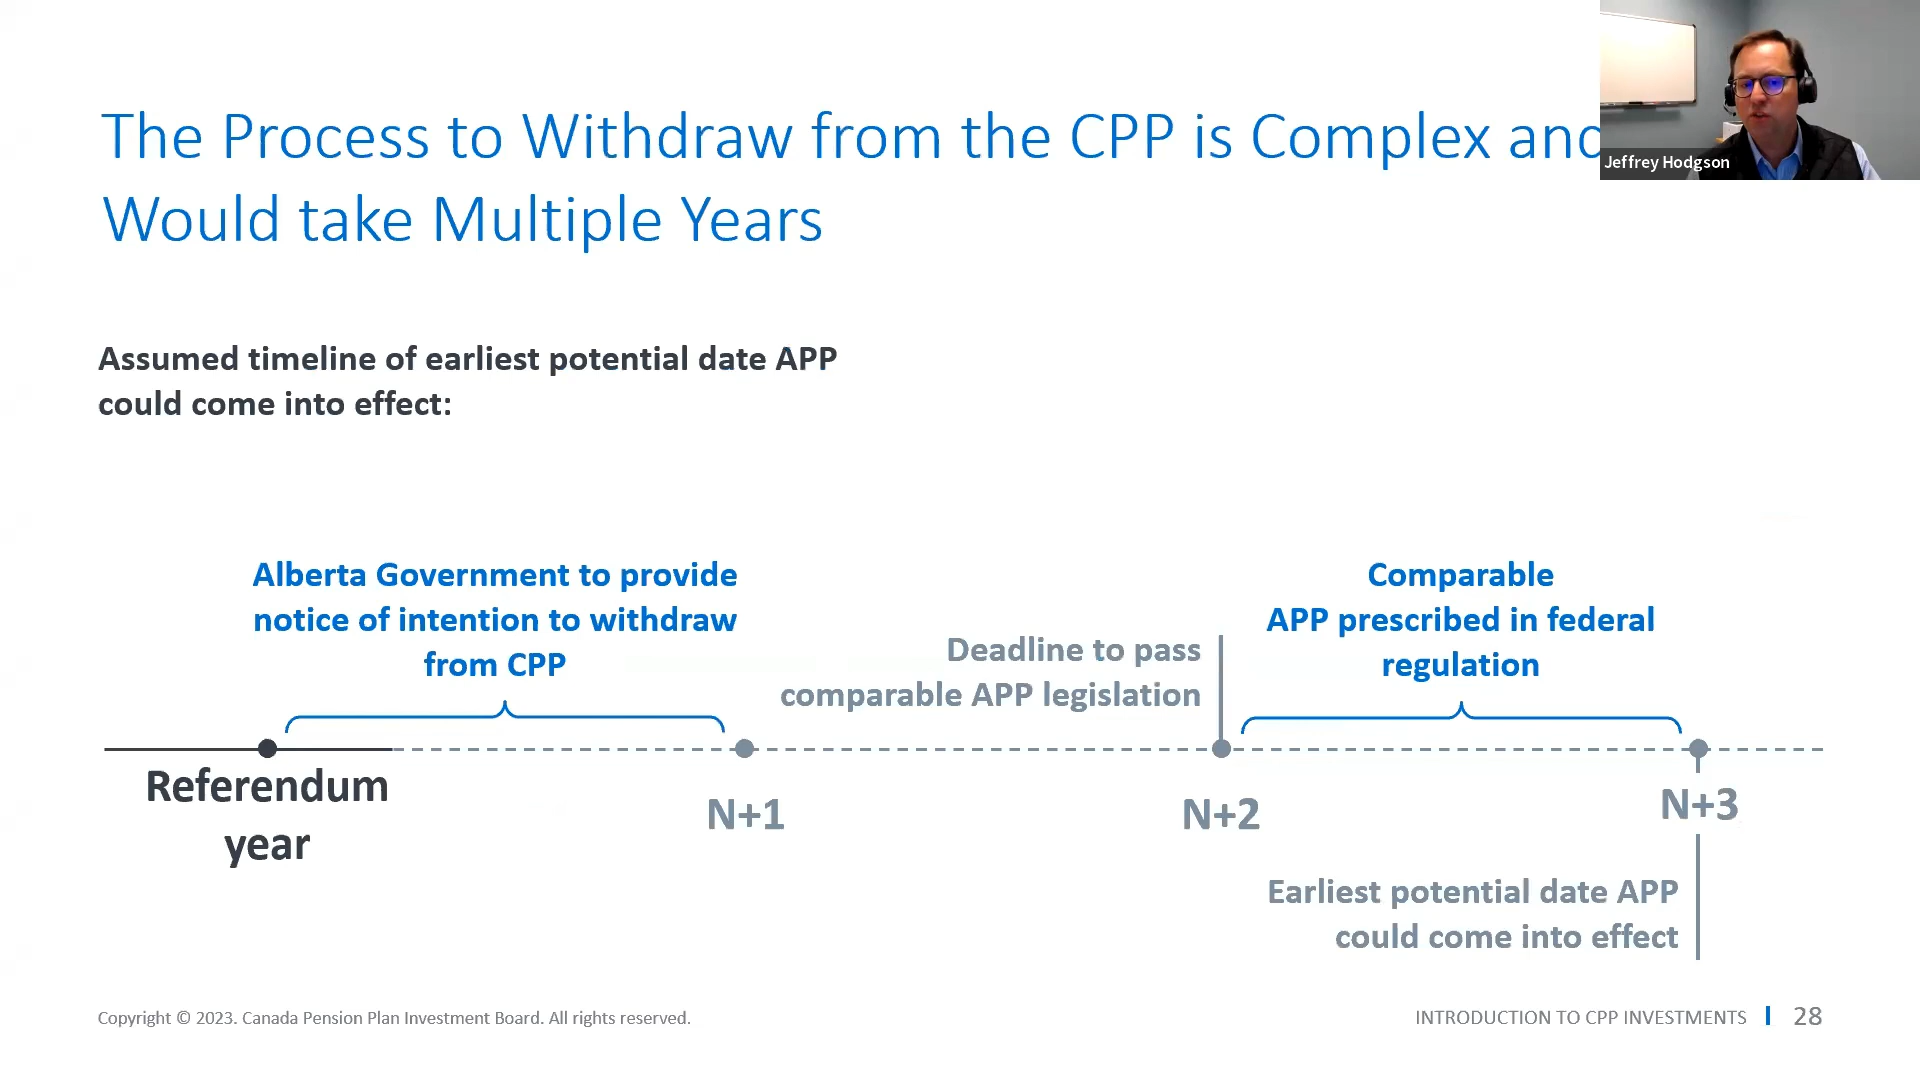 The Process to Withdraw from the CPP is Complex and
Would take Multiple Years
Jeffrey Hodgson
Assumed timeline of earliest potential date APP
could come into effect:
Alberta Government to provide
notice of intention to withdraw
from CPP
Deadline to pass
comparable APP legislation
Comparable
APP prescribed in federal
regulation
Referendum
year
N+1
N+2
N+3
Earliest potential date APP
could come into effect
Copyright © 2023. Canada Pension Plan Investment Board. All rights reserved.
INTRODUCTION TO CPP INVESTMENTS
28